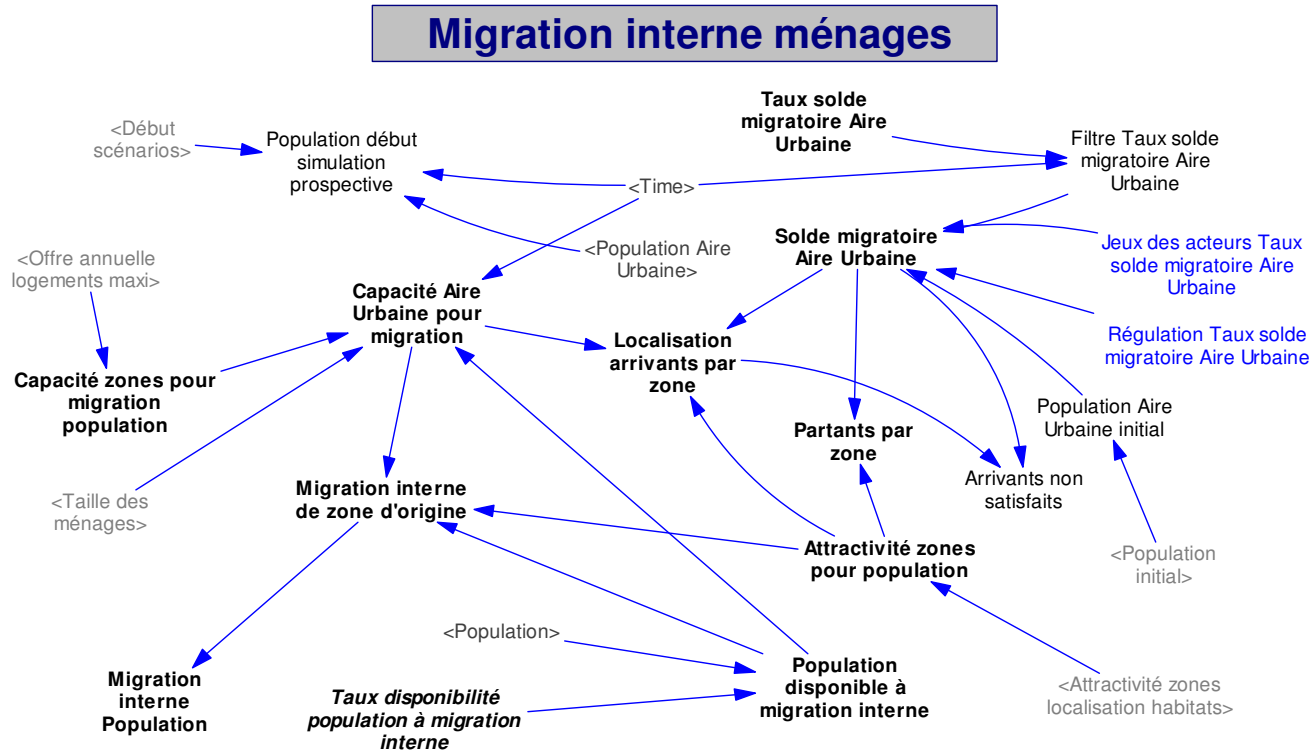 Migration interne ménages
Taux solde
migratoire Aire
Urbaine
<Début
scénarios>
Population début
simulation
prospective
Filtre Taux solde
migratoire Aire
Urbaine
<Time>
<Population Aire
Urbaine>
Solde migratoire
Aire Urbaine
Jeux des acteurs Taux
solde migratoire Aire
Urbaine
<Offre annuelle
logements maxi>
Capacité Aire
Urbaine pour
migration
Localisation
arrivants par
zone
Régulation Taux solde
migratoire Aire Urbaine
Capacité zones pour
migration
population
Partants par
zone
Population Aire
Urbaine initial
Arrivants non
satisfaits
<Taille des
ménages>
Migration interne
de zone d'origine
Attractivité zones
pour population
<Population
initial>
<Population>
Migration
interne
Population
Taux disponibilité
population à migration
interne
Population
disponible à
migration interne
<Attractivité zones
localisation habitats>